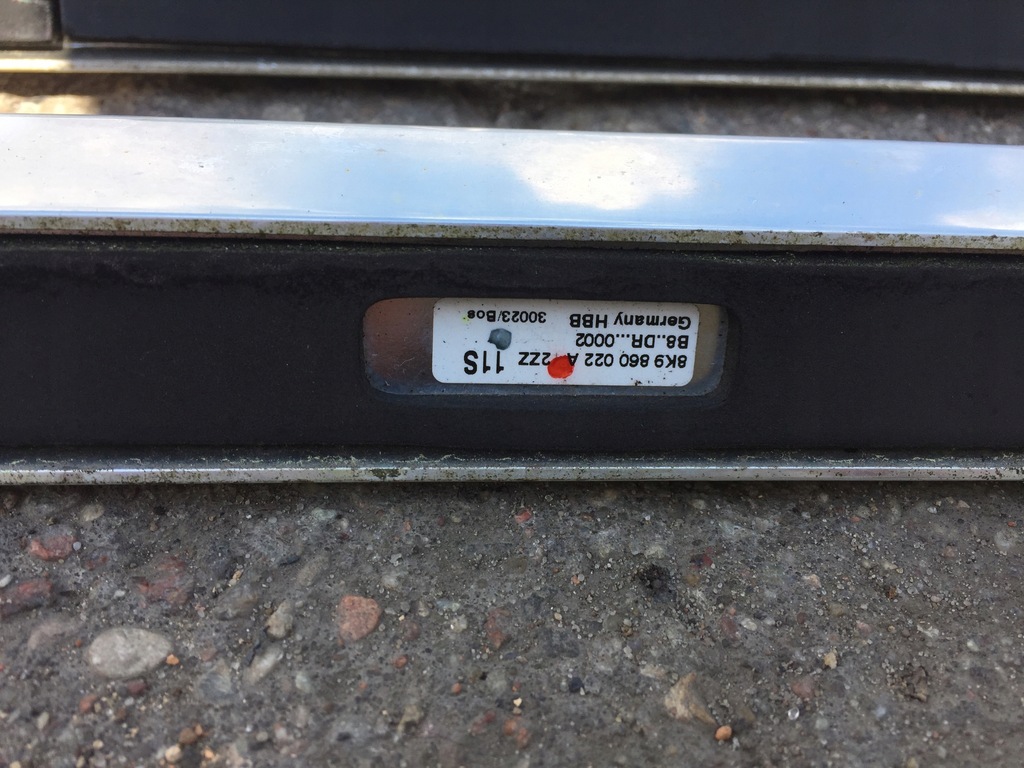 8K9 860 022 A 2ZZ 11S
B8..DR...0002
Germany HBB 30023/Bos